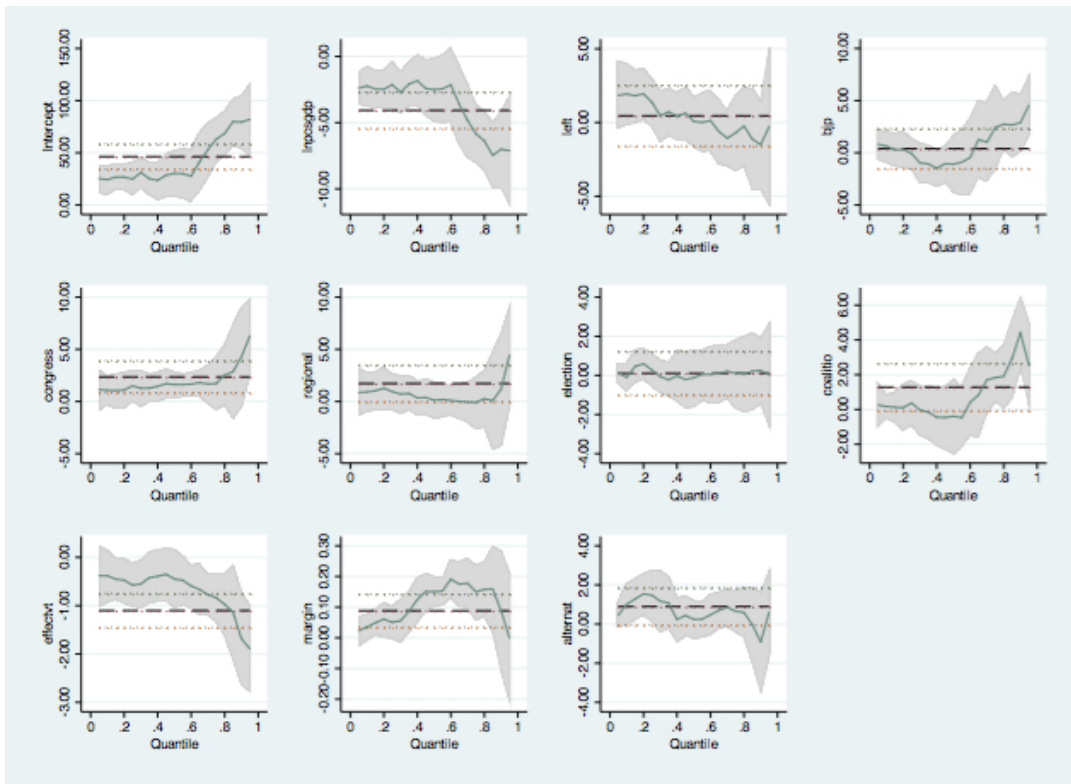 Intercept
0.00 50.00 100.00 150.00
0 .2 .4 .6 .8 1
Quantile
lnpcsgdp
-10.00 -5.00 0.00
0 .2 .4 .6 .8 1
Quantile
left
-5.00 0.00 5.00
0 .2 .4 .6 .8 1
Quantile
bjp
-5.00 0.00 5.00 10.00
0 .2 .4 .6 .8 1
Quantile
congress
-5.00 0.00 5.00 10.00
0 .2 .4 .6 .8 1
Quantile
regional
-5.00 0.00 5.00 10.00
0 .2 .4 .6 .8 1
Quantile
election
-4.00 -2.00 0.00 2.00 4.00
0 .2 .4 .6 .8 1
Quantile
coalitio
-2.00 0.00 2.00 4.00 6.00
0 .2 .4 .6 .8 1
Quantile
effectvt
-3.00 -2.00 -1.00 0.00
0 .2 .4 .6 .8 1
Quantile
margin
-0.20 -0.10 0.00 0.10 0.20 0.30
0 .2 .4 .6 .8 1
Quantile
alternat
-4.00 -2.00 0.00 2.00 4.00
0 .2 .4 .6 .8 1
Quantile